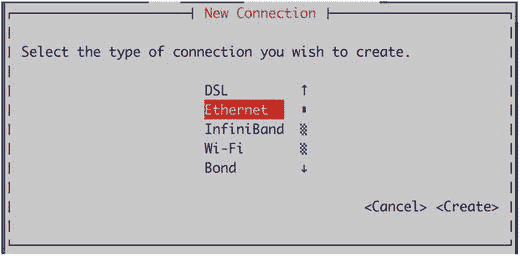 New Connection
Select the type of connection you wish to create.
DSL ↑
Ethernet
InfiniBand
Wi-Fi
Bond ↓
<Cancel> <Create>